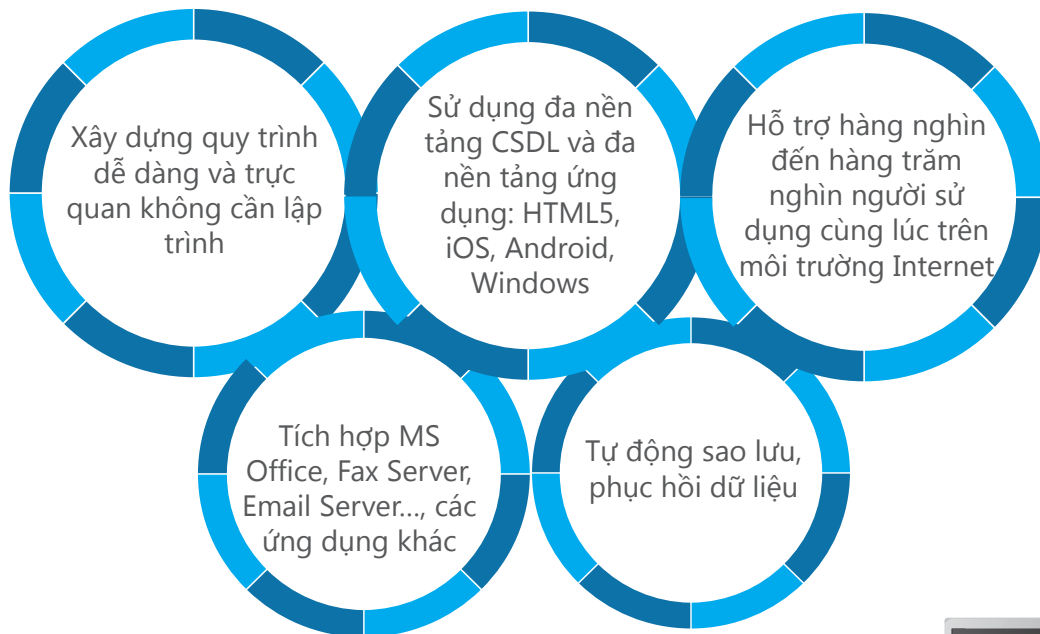 Xây dựng quy trình
dễ dàng và trực
quan không cần lập
trình
Sử dụng đa nền
tảng CSDL và đa
nền tảng ứng
dụng: HTML5,
iOS, Android,
Windows
Hỗ trợ hàng nghìn
đến hàng trăm
nghìn người sử
dụng cùng lúc trên
môi trường Internet
Tích hợp MS
Office, Fax Server,
Email Server..., các
ứng dụng khác
Tự động sao lưu,
phục hồi dữ liệu